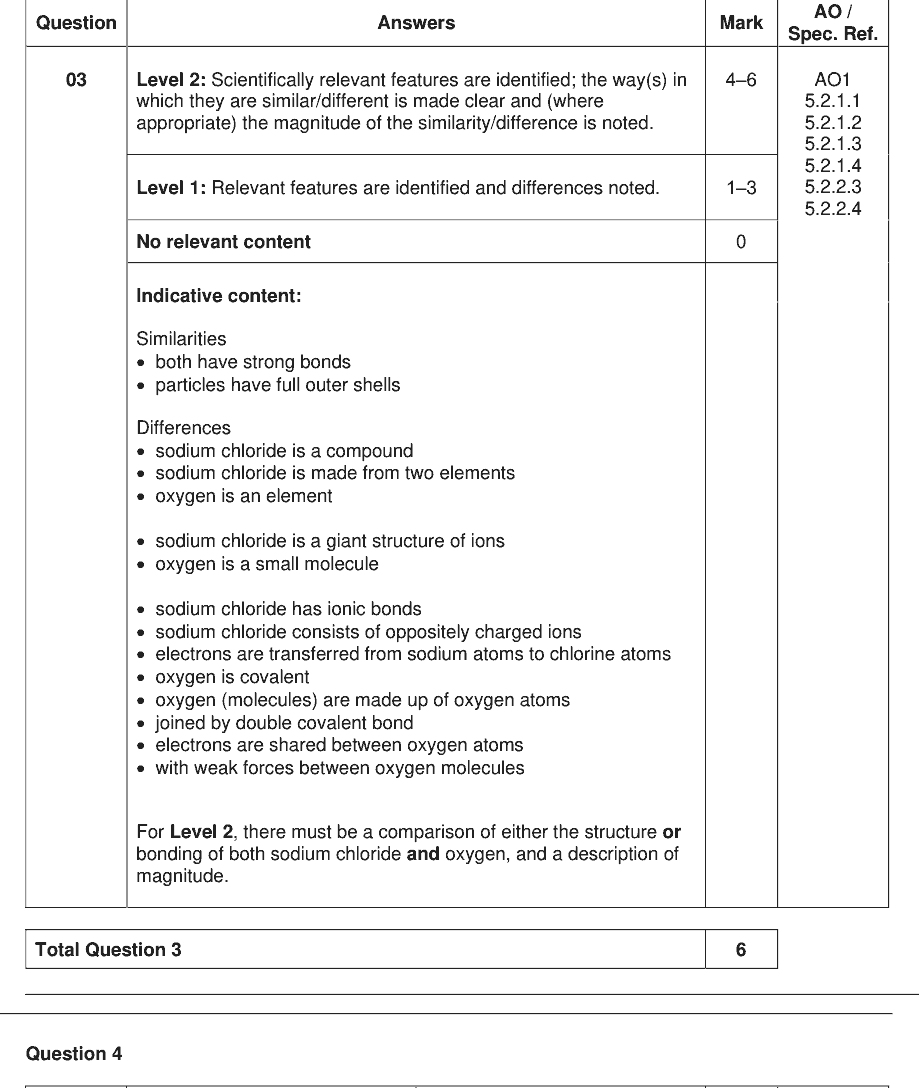 Question Answers Mark AO /
Spec. Ref.
03 Level 2: Scientifically relevant features are identified; the way(s) in 4–6 AO1
which they are similar/different is made clear and (where 5.2.1.1
appropriate) the magnitude of the similarity/difference is noted. 5.2.1.2
5.2.1.3
5.2.1.4
Level 1: Relevant features are identified and differences noted. 1–3 5.2.2.3
5.2.2.4
No relevant content 0
Indicative content:
Similarities
• both have strong bonds
• particles have full outer shells
Differences
• sodium chloride is a compound
• sodium chloride is made from two elements
• oxygen is an element
• sodium chloride is a giant structure of ions
• oxygen is a small molecule
• sodium chloride has ionic bonds
• sodium chloride consists of oppositely charged ions
• electrons are transferred from sodium atoms to chlorine atoms
• oxygen is covalent
• oxygen (molecules) are made up of oxygen atoms
• joined by double covalent bond
• electrons are shared between oxygen atoms
• with weak forces between oxygen molecules
For Level 2, there must be a comparison of either the structure or
bonding of both sodium chloride and oxygen, and a description of
magnitude.
Total Question 3 6
Question 4